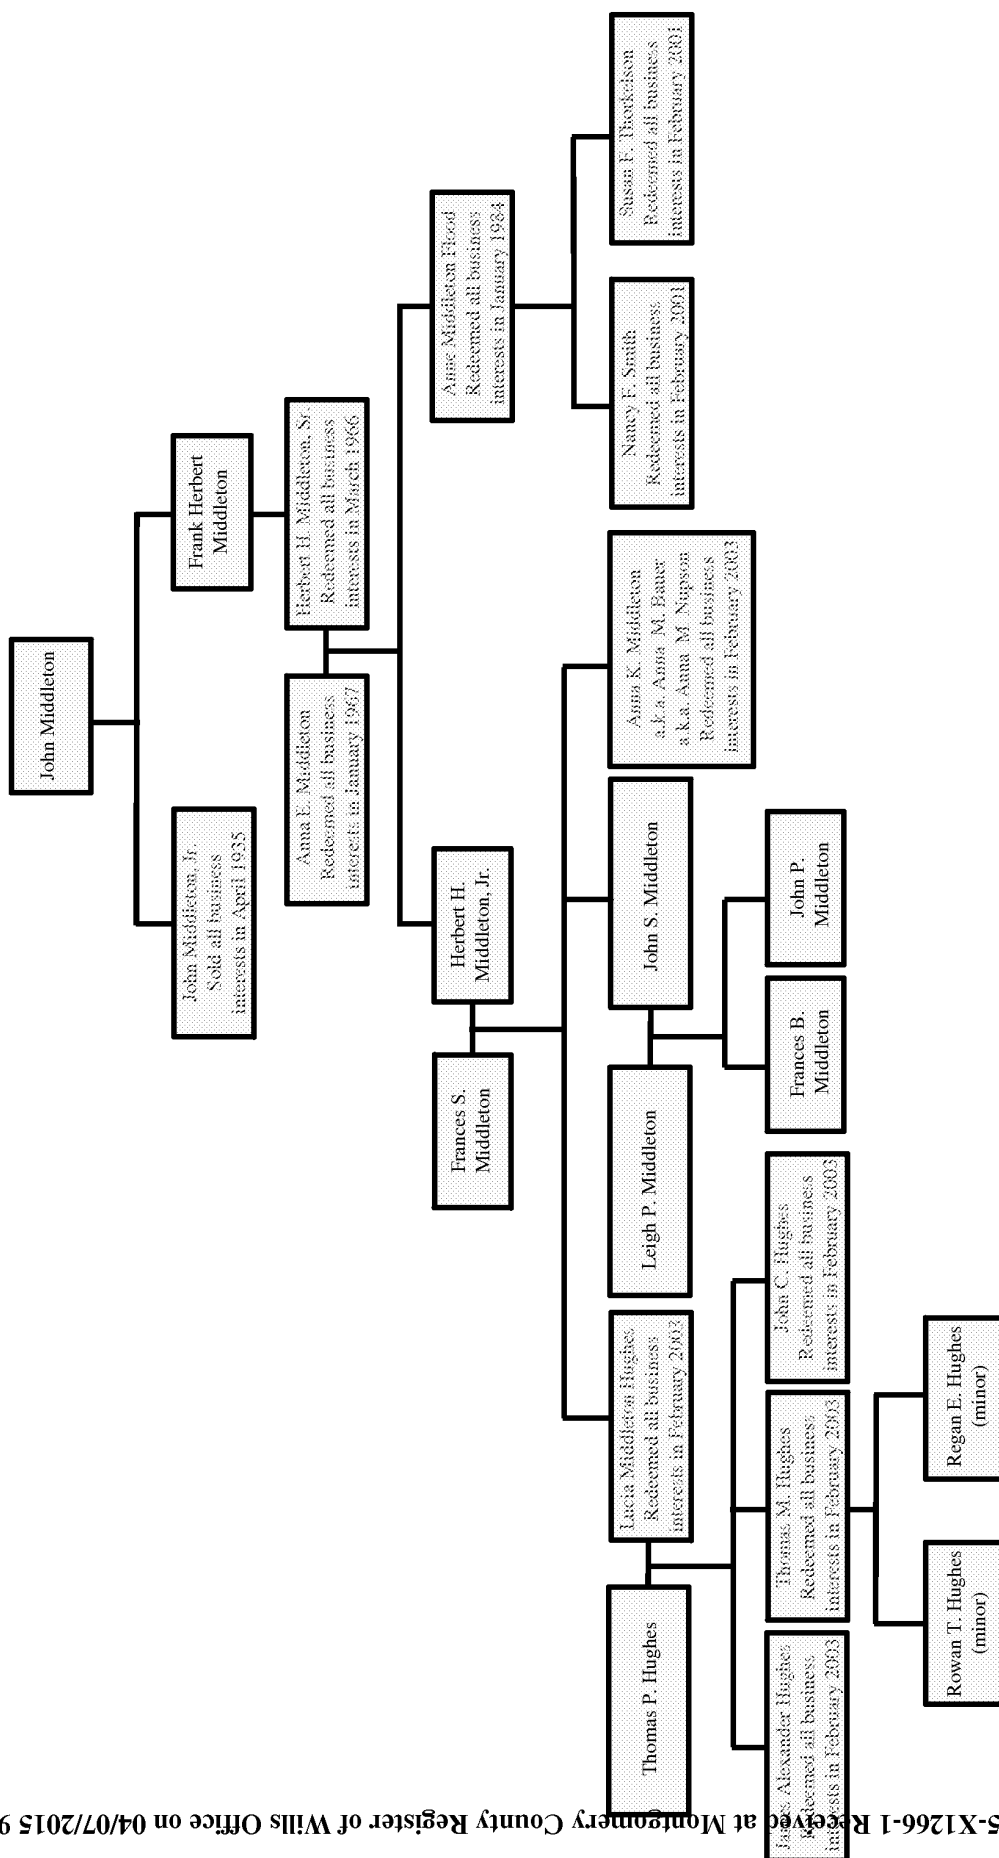 John Middleton
John Middleton, Jr.
Sold all business
interests in April 1935
Frank Herbert
Middleton
Anna E. Middleton
Redeemed all business
interests in January 1967
Herbert H. Middleton, Sr.
Redeemed all business
interests in March 1966
Frances S.
Middleton
Herbert H.
Middleton, Jr.
Anne Middleton Flood
Redeemed all business
interests in January 1984
Thomas P. Hughes
Lucia Middleton Hughes
Redeemed all business
interests in February 2003
Leigh P. Middleton
John S. Middleton
Anna K. Middleton
a.k.a. Anna M. Bauer
a.k.a. Anna M. Nupson
Redeemed all business
interests in February 2003
Nancy F. Smith
Redeemed all business
interests in February 2001
Susan F. Thorkelson
Redeemed all business
interests in February 2001
Alexander Hughes
Redeemed all business
interests in February 2003
Thomas M. Hughes
Redeemed all business
interests in February 2003
John C. Hughes
Redeemed all business
interests in February 2003
Frances B.
Middleton
John P.
Middleton
Rowan T. Hughes
(minor)
Regan E. Hughes
(minor)
5-X1266-1 Received at Montgomery County Register of Wills Office on 04/07/2015 9